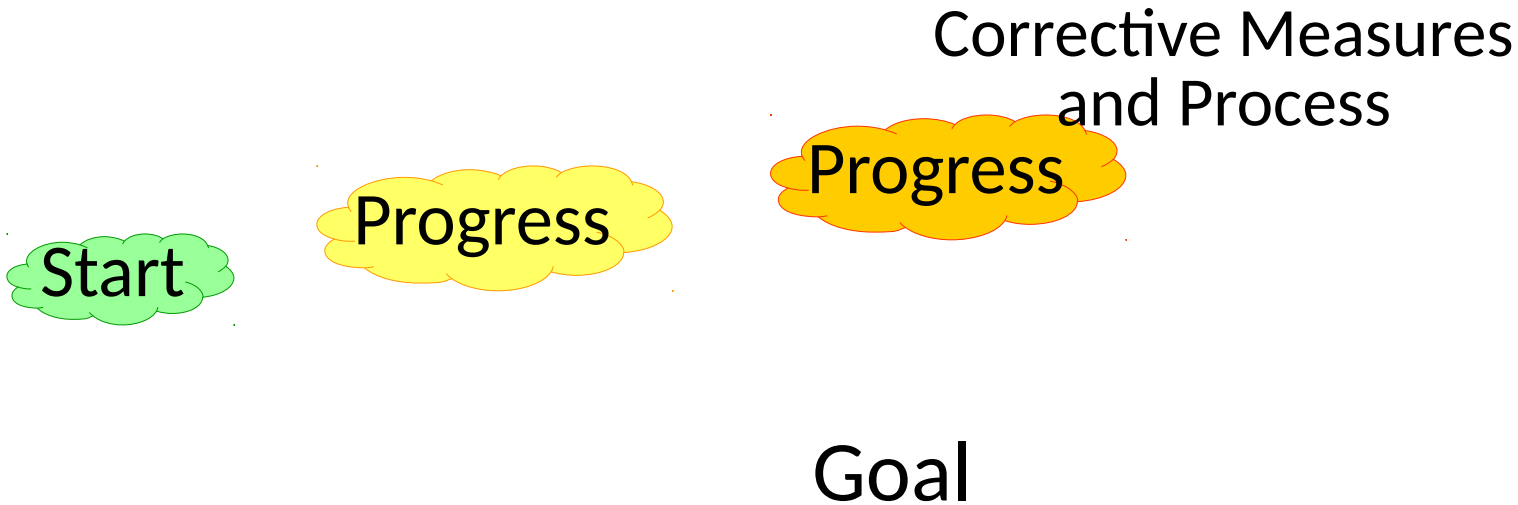 Corrective Measures
and Process
Progress
Progress
Start
Goal